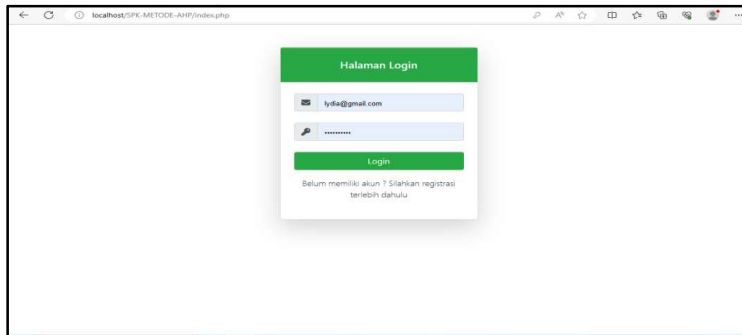 localhost/SPK-METODE-AHP/index.php
Halaman Login
lydia@gmail.com
Login
Belum memiliki akun ? Silahkan registrasi
terlebih dahulu